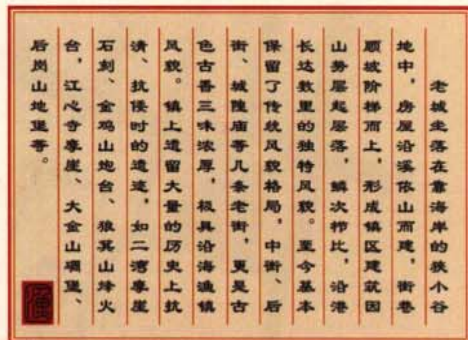 老城坐落在靠海岸的狭小谷
地中，房屋沿溪依山而建，街巷
顺坡阶梯而上，形成镇区建筑因
山势层起层落，鳞次栉比，沿港
长达数里的独特风貌。至今基本
保留了传统风貌格局，中街、后
街、城隍庙等几条老街，更是古
色古香三味浓厚，极具沿海渔镇
风貌。镇上遗留大量的历史上抗
清、抗倭时的遗迹，如二湾摩崖
石刻、金鸡山炮台、狼箕山烽火
台，江心寺摩崖、大金山碉堡、
后岗山地堡等。